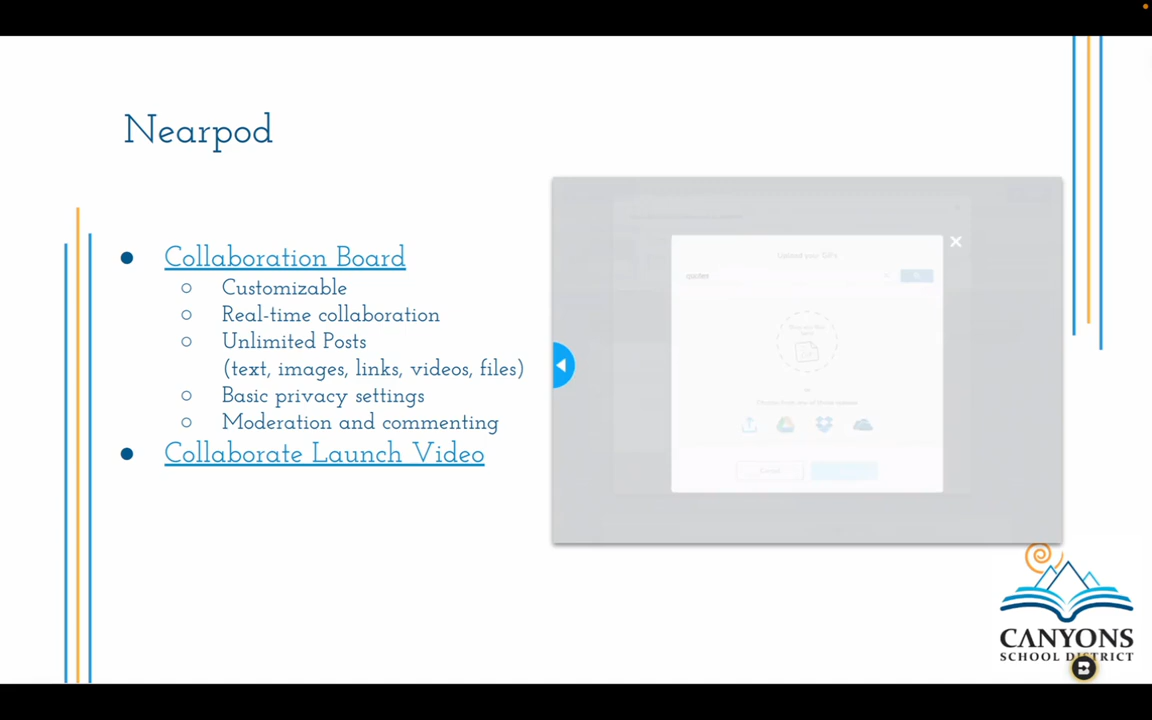 Nearpod
Collaboration Board
Customizable
Real-time collaboration
Unlimited Posts
(text, images, links, videos, files)
Basic privacy settings
Moderation and commenting
Collaborate Launch Video
Cancel
CANYONS
SCHOOL DISTRICT